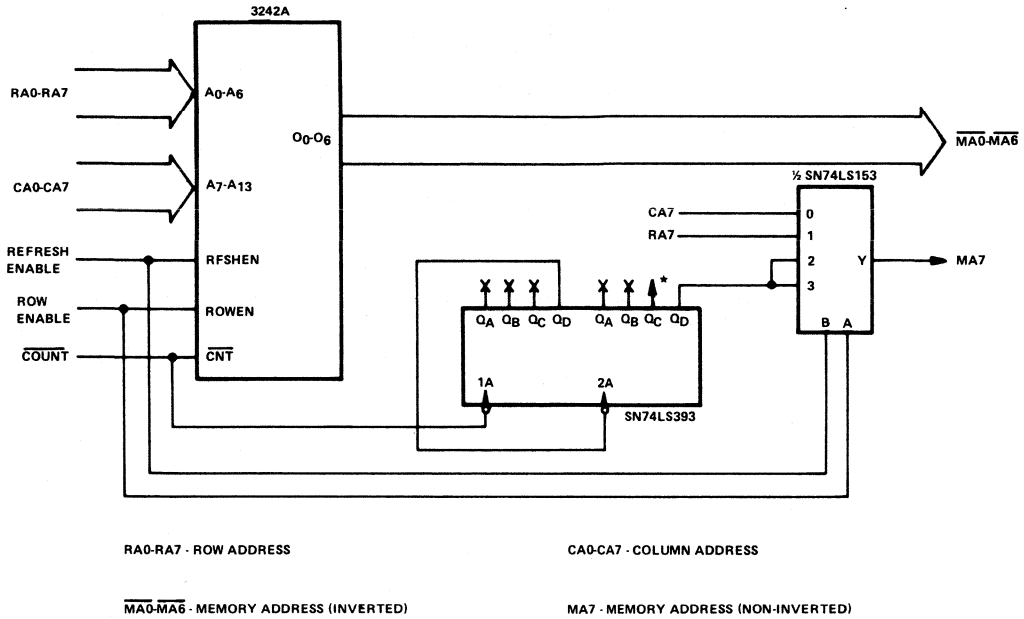 3242A
RA0-RA7
A0-A6
O0-O6
MA0-MA6
CA0-CA7
A7-A13
½ SN74LS153
CA7
0
RA7
1
REFRESH
ENABLE
RFSHEN
2
Y
MA7
3
*
ROW
ENABLE
ROWEN
QA QB QC QD QA QB QC QD
B A
COUNT
CNT
1A
2A
SN74LS393
RA0-RA7 - ROW ADDRESS
CA0-CA7 - COLUMN ADDRESS
MA0-MA6 - MEMORY ADDRESS (INVERTED)
MA7 - MEMORY ADDRESS (NON-INVERTED)